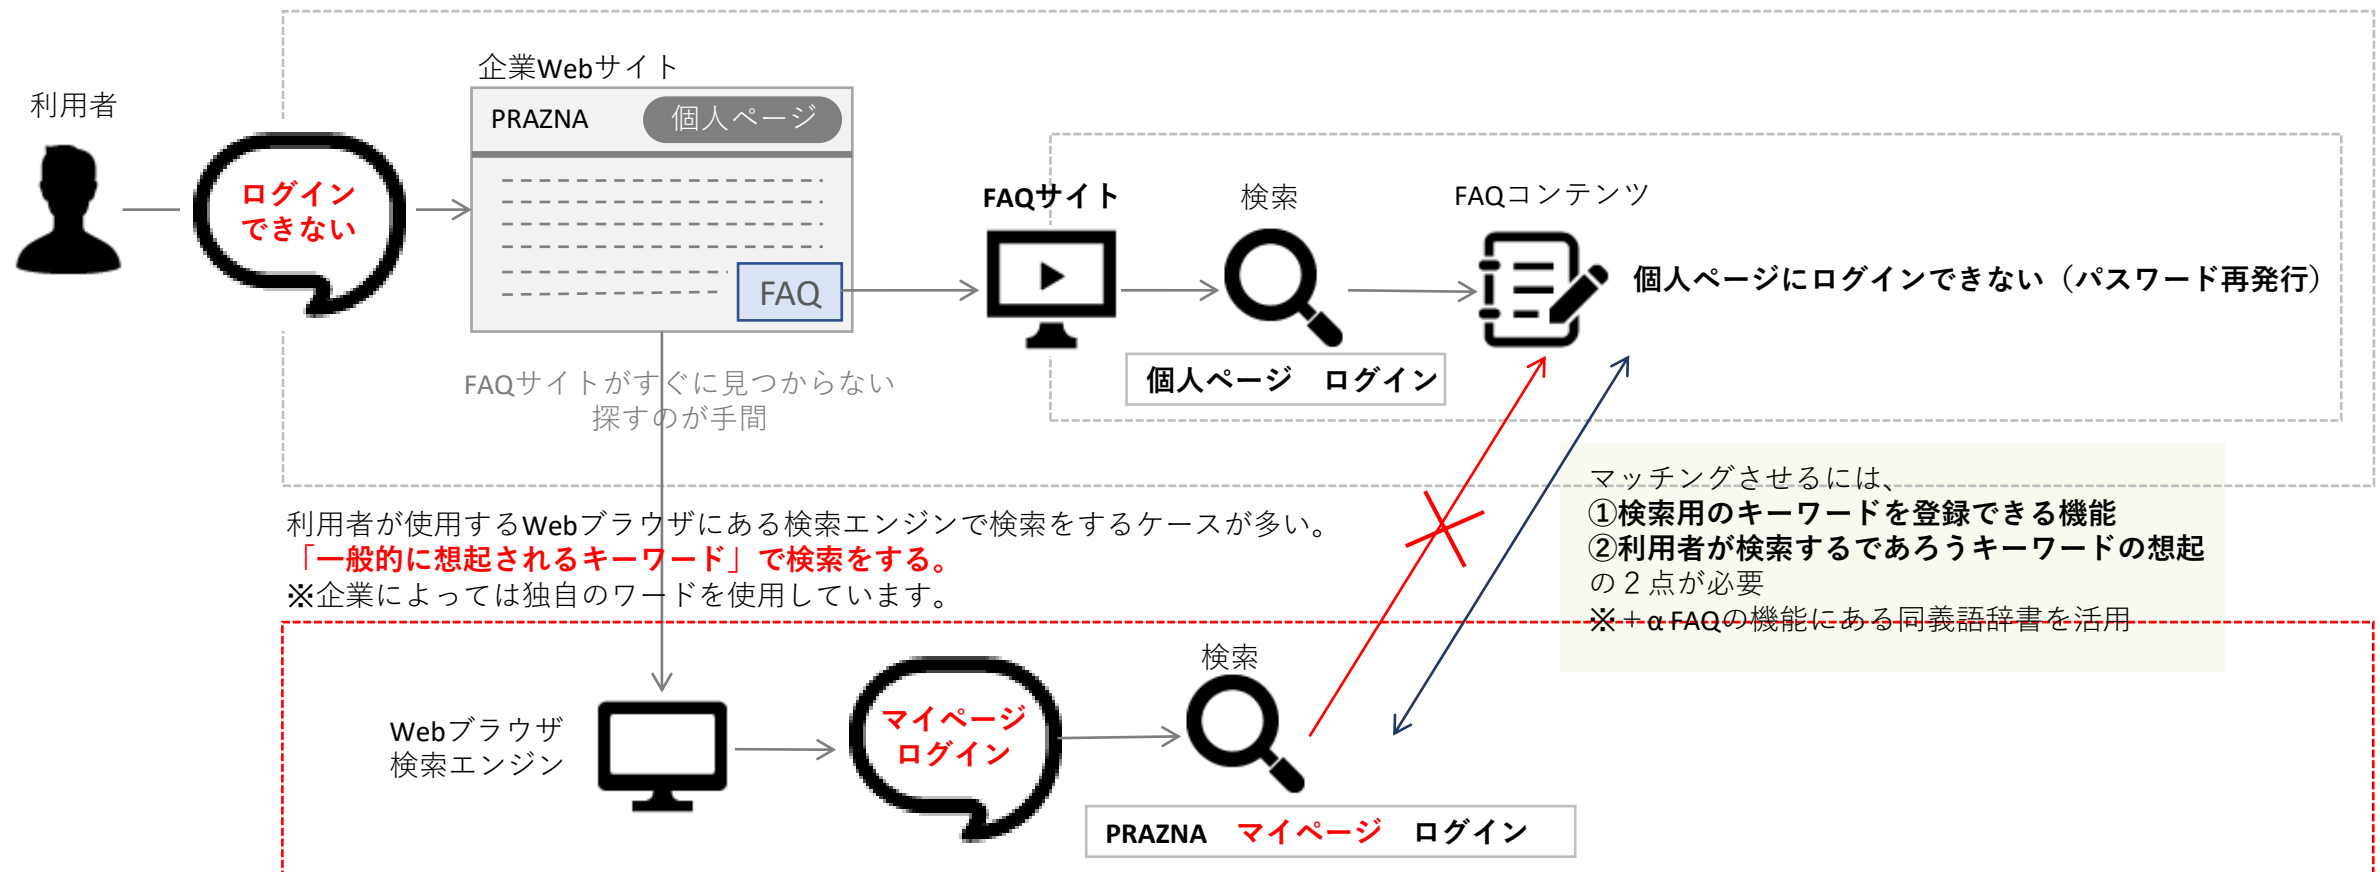 利用者
ログイン
できない
企業Webサイト
PRAZNA
個人ページ
FAQ
FAQサイトがすぐに見つからない
探すのが手間
FAQサイト
検索
個人ページ ログイン
FAQコンテンツ
個人ページにログインできない（パスワード再発行）
利用者が使用するWebブラウザにある検索エンジンで検索をするケースが多い。
「一般的に想起されるキーワード」で検索をする。
※企業によっては独自のワードを使用しています。
マッチングさせるには、
①検索用のキーワードを登録できる機能
②利用者が検索するであろうキーワードの想起
の２点が必要
※＋α FAQの機能にある同義語辞書を活用
Webブラウザ
検索エンジン
マイページ
ログイン
検索
PRAZNA マイページ ログイン